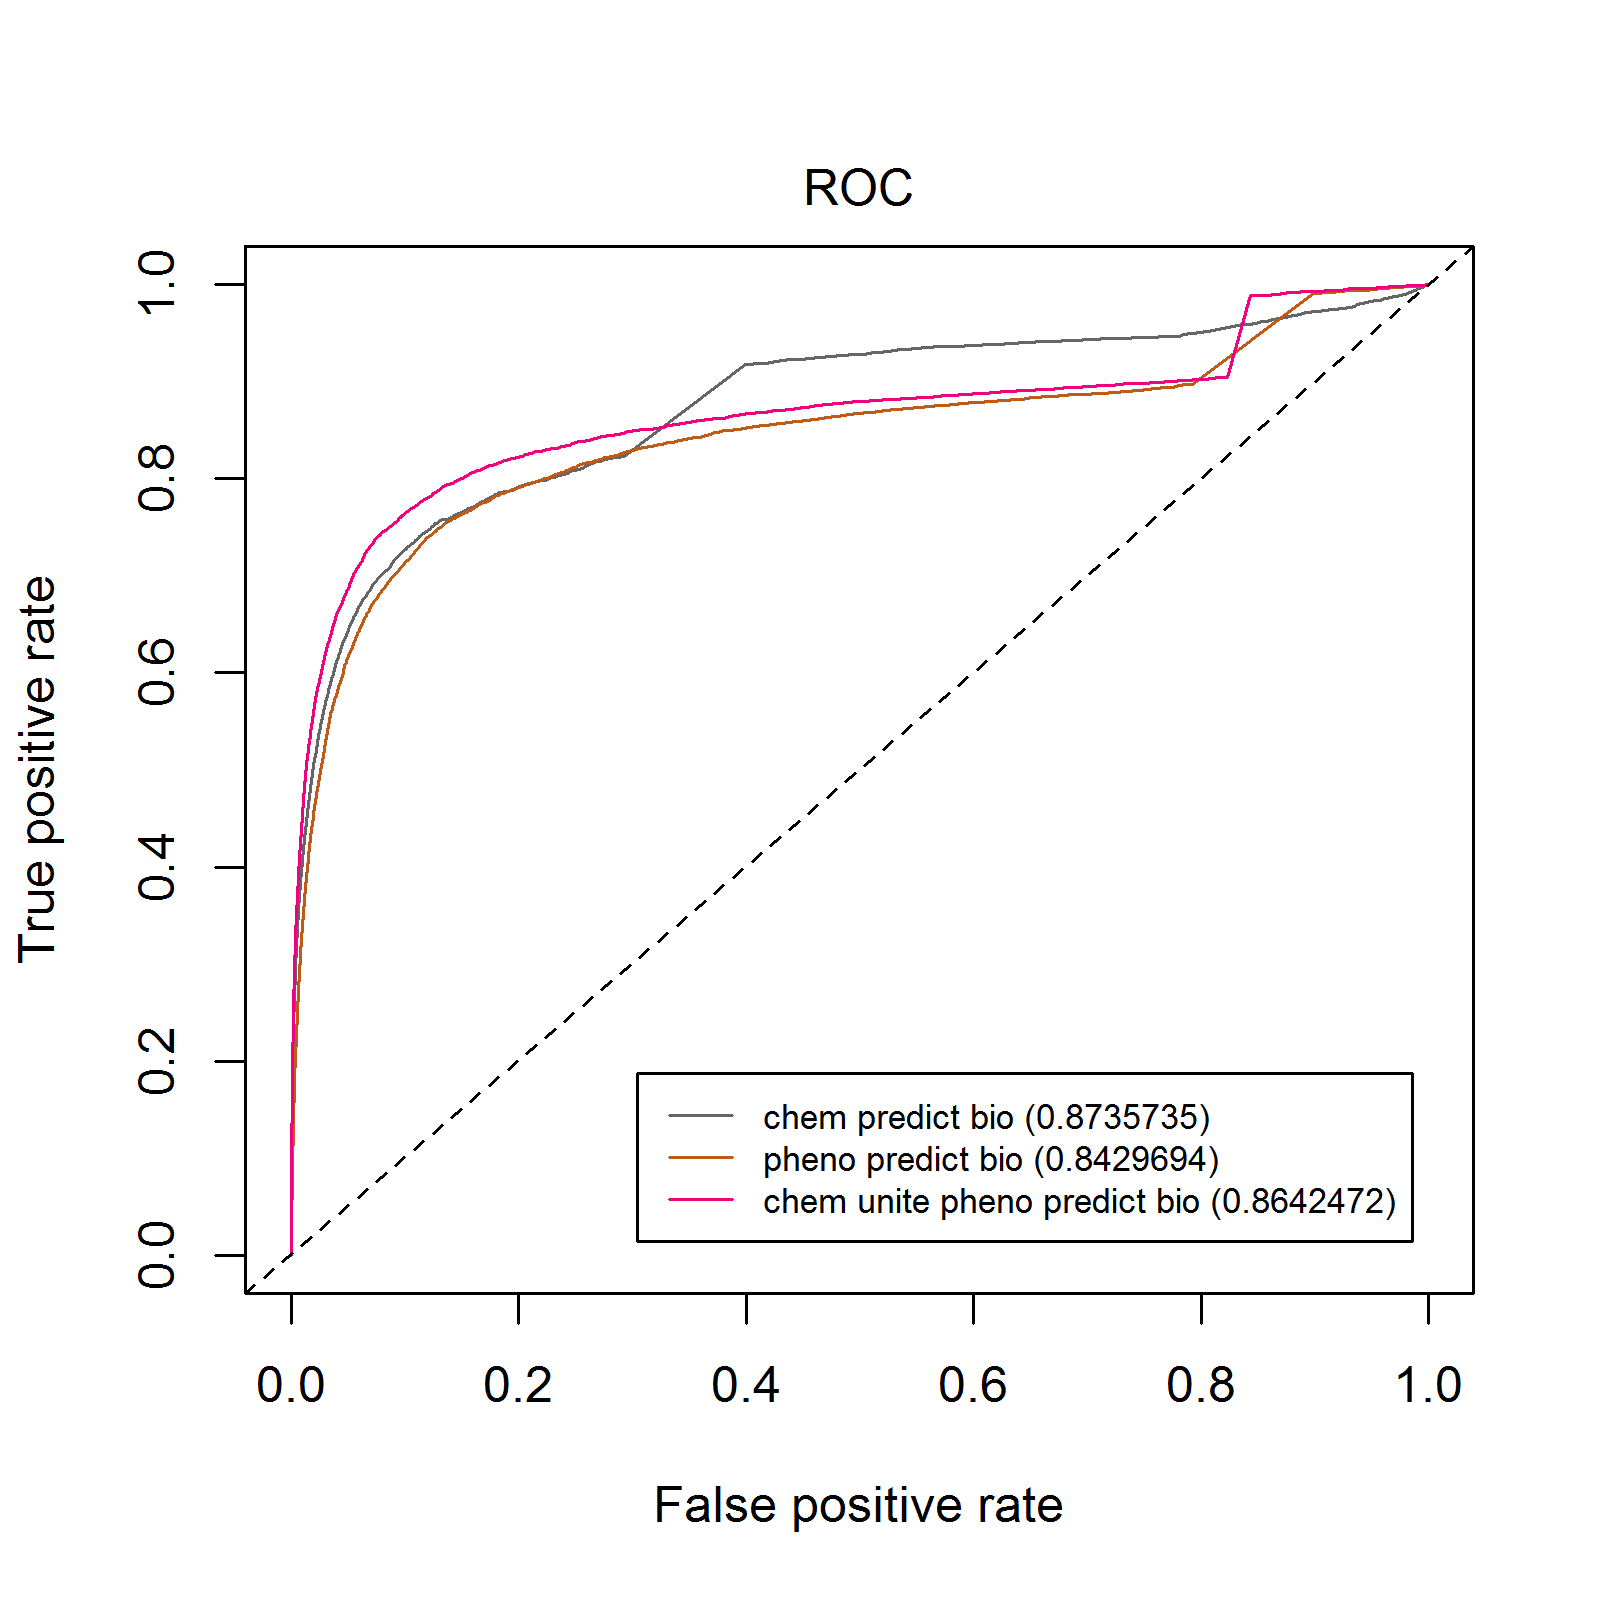 ROC
True positive rate
1.0
0.8
0.6
0.4
0.2
0.0
chem predict bio (0.8735735)
pheno predict bio (0.8429694)
chem unite pheno predict bio (0.8642472)
0.0 0.2 0.4 0.6 0.8 1.0
False positive rate